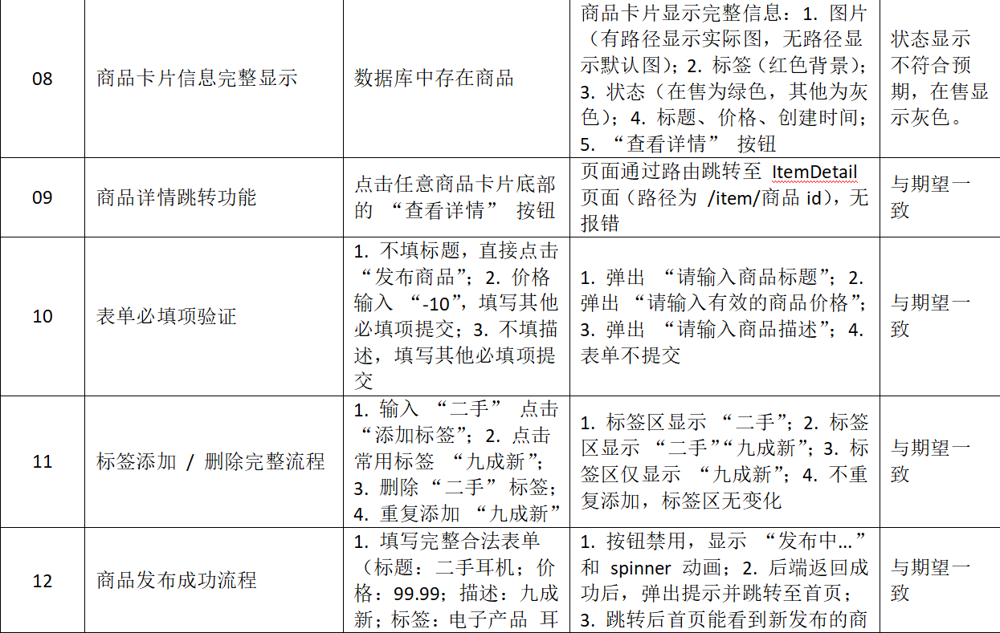 08
商品卡片信息完整显示
数据库中存在商品
商品卡片显示完整信息：1. 图片
（有路径显示实际图，无路径显
示默认图）；2. 标签（红色背景）；
3. 状态（在售为绿色，其他为灰
色）；4. 标题、价格、创建时间；
5. “查看详情” 按钮
状态显示
不符合预
期，在售显
示灰色。
09
商品详情跳转功能
点击任意商品卡片底部
的 “查看详情” 按钮
页面通过路由跳转至 ItemDetail
页面（路径为 /item/商品 id），无
报错
与期望一
致
10
表单必填项验证
1. 不填标题，直接点击
“发布商品”；2. 价格
输入 “-10”，填写其他
必填项提交；3. 不填描
述，填写其他必填项提
交
1. 弹出 “请输入商品标题”；2.
弹出 “请输入有效的商品价格”；
3. 弹出 “请输入商品描述”；4.
表单不提交
与期望一
致
11
标签添加 / 删除完整流程
1. 输入 “二手” 点击
“添加标签”；2. 点击
常用标签 “九成新”；
3. 删除 “二手” 标签；
4. 重复添加 “九成新”
1. 标签区显示 “二手”；2. 标签
区显示 “二手”“九成新”；3. 标
签区仅显示 “九成新”；4. 不重
复添加，标签区无变化
与期望一
致
12
商品发布成功流程
1. 填写完整合法表单
（标题：二手耳机；价
格：99.99；描述：九成
新；标签：电子产品 耳
1. 按钮禁用，显示 “发布中…”
和 spinner 动画；2. 后端返回成
功后，弹出提示并跳转至首页；
3. 跳转后首页能看到新发布的商
与期望一
致